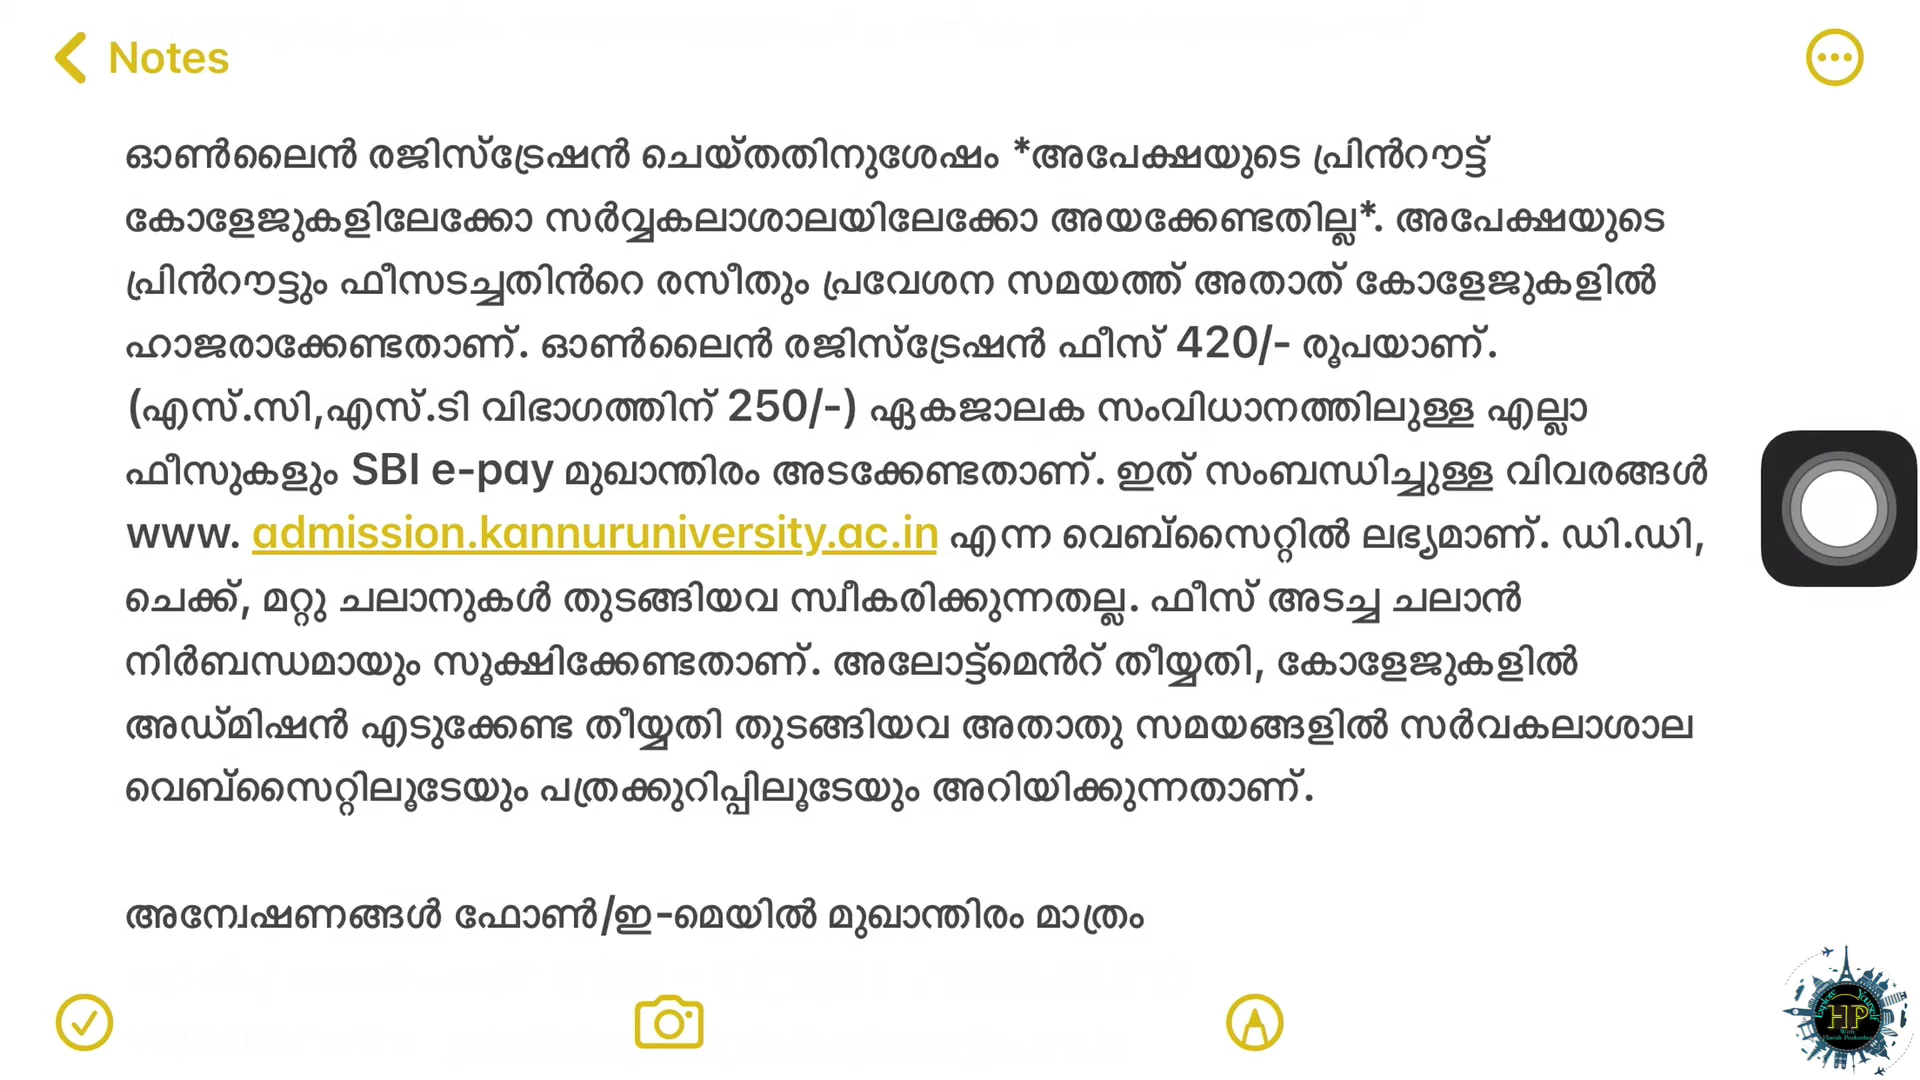 Notes
ഓൺലൈൻ രജിസ്ട്രേഷൻ ചെയ്തതിനുശേഷം *അപേക്ഷയുടെ പ്രിൻറൗട്ട്
കോളേജുകളിലേക്കോ സർവ്വകലാശാലയിലേക്കോ അയക്കേണ്ടതില്ല*. അപേക്ഷയുടെ
പ്രിൻറൗട്ടും ഫീസടച്ചതിൻറെ രസീതും പ്രവേശന സമയത്ത് അതാത് കോളേജുകളിൽ
ഹാജരാക്കേണ്ടതാണ്. ഓൺലൈൻ രജിസ്ട്രേഷൻ ഫീസ് 420/- രൂപയാണ്.
(എസ്.സി,എസ്.ടി വിഭാഗത്തിന് 250/-) ഏകജാലക സംവിധാനത്തിലുള്ള എല്ലാ
ഫീസുകളും SBI e-pay മുഖാന്തിരം അടക്കേണ്ടതാണ്. ഇത് സംബന്ധിച്ചുള്ള വിവരങ്ങൾ
www. admission.kannuruniversity.ac.in എന്ന വെബ്സൈറ്റിൽ ലഭ്യമാണ്. ഡി.ഡി,
ചെക്ക്, മറ്റു ചലാനുകൾ തുടങ്ങിയവ സ്വീകരിക്കുന്നതല്ല. ഫീസ് അടച്ച ചലാൻ
നിർബന്ധമായും സൂക്ഷിക്കേണ്ടതാണ്. അലോട്ട്മെൻറ് തീയ്യതി, കോളേജുകളിൽ
അഡ്മിഷൻ എടുക്കേണ്ട തീയ്യതി തുടങ്ങിയവ അതാതു സമയങ്ങളിൽ സർവകലാശാല
വെബ്സൈറ്റിലൂടേയും പത്രക്കുറിപ്പിലൂടേയും അറിയിക്കുന്നതാണ്.
അന്വേഷണങ്ങൾ ഫോൺ/ഇ-മെയിൽ മുഖാന്തിരം മാത്രം
Explore Yourself
HP
With